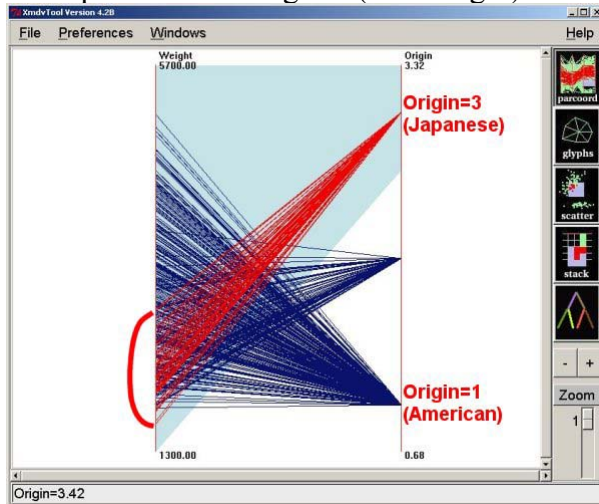 XmdvTool Version 4.2B
File Preferences Windows Help
Weight
5700.00
Origin
3.32
Origin=3
(Japanese)
parcoord
glyphs
scatter
stack
- +
Zoom
1
Origin=1
(American)
1300.00
0.68
Origin=3.42